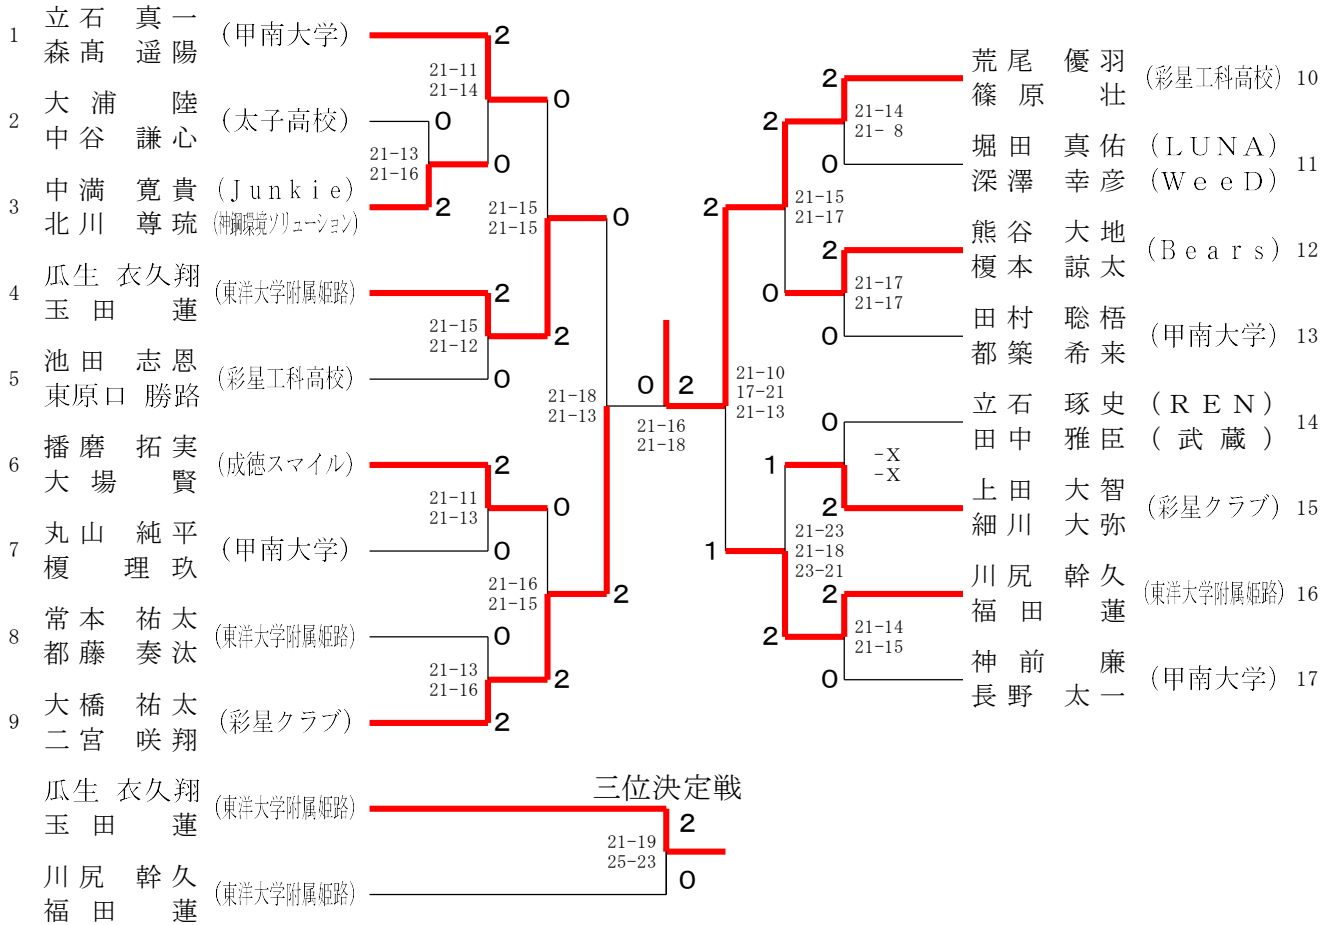 1 立石 真一 (甲南大学)
森髙 遥陽
2 大浦 陸 (太子高校)
中谷 謙心
3 中満 寛貴 (Junkie)
北川 尊琉 (神鋼環境ソリューション)
4 瓜生 衣久翔 (東洋大学附属姫路)
玉田 蓮
5 池田 志恩 (彩星工科高校)
東原口 勝路
6 播磨 拓実 (成徳スマイル)
大場 賢
7 丸山 純平 (甲南大学)
榎 理玖
8 常本 祐太 (東洋大学附属姫路)
都藤 奏汰
9 大橋 祐太 (彩星クラブ)
二宮 咲翔
2
21-11
21-14
0
0
21-13
21-16
2
0
0
21-15
21-15
2
21-15
21-12
0
2
0
21-18
21-13
2
21-11
21-13
0
0
21-16
21-15
2
0
21-13
21-16
2
2
0 2
21-16
21-18
荒尾 優羽 (彩星工科高校) 10
篠原 壮
堀田 真佑 (LUNA) 11
深澤 幸彦 (WeeD)
熊谷 大地 (Bears) 12
榎本 諒太
田村 聡悟 (甲南大学) 13
都築 希来
立石 琢史 (REN) 14
田中 雅臣 (武蔵)
上田 大智 (彩星クラブ) 15
細川 大弥
川尻 幹久 (東洋大学附属姫路) 16
福田 蓮
神前 廉 (甲南大学) 17
長野 太一
2
21-14
21- 8
0
2
21-15
21-17
2
2
21-17
21-17
0
0
21-10
17-21
21-13
0
-X
-X
2
1
21-23
21-18
23-21
1
2
21-14
21-15
0
2
三位決定戦
瓜生 衣久翔 (東洋大学附属姫路)
玉田 蓮
2
21-19
25-23
0
川尻 幹久 (東洋大学附属姫路)
福田 蓮